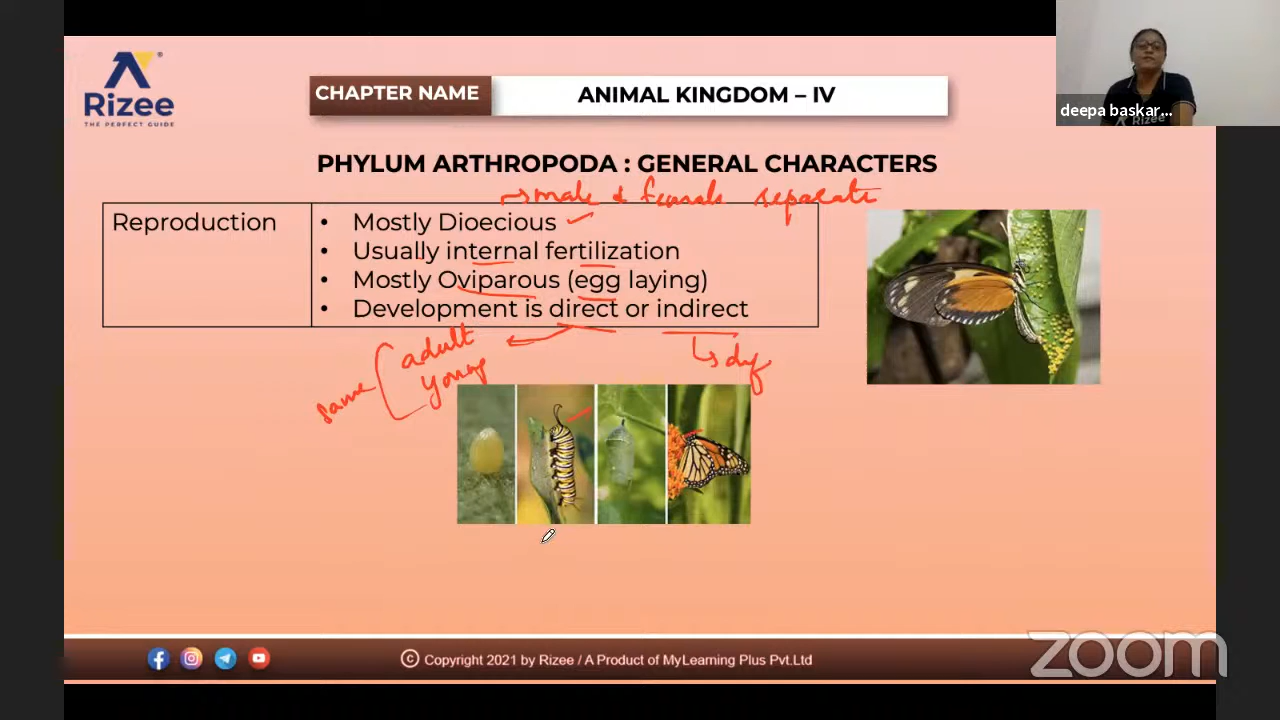 Rizee
THE PERFECT GUIDE
CHAPTER NAME
ANIMAL KINGDOM – IV
deepa baskar...
Rizee
PHYLUM ARTHROPODA : GENERAL CHARACTERS
male & female separate
Reproduction
• Mostly Dioecious
• Usually internal fertilization
• Mostly Oviparous (egg laying)
• Development is direct or indirect
adult
young
same
dif
zoom
© Copyright 2021 by Rizee / A Product of MyLearning Plus Pvt.Ltd